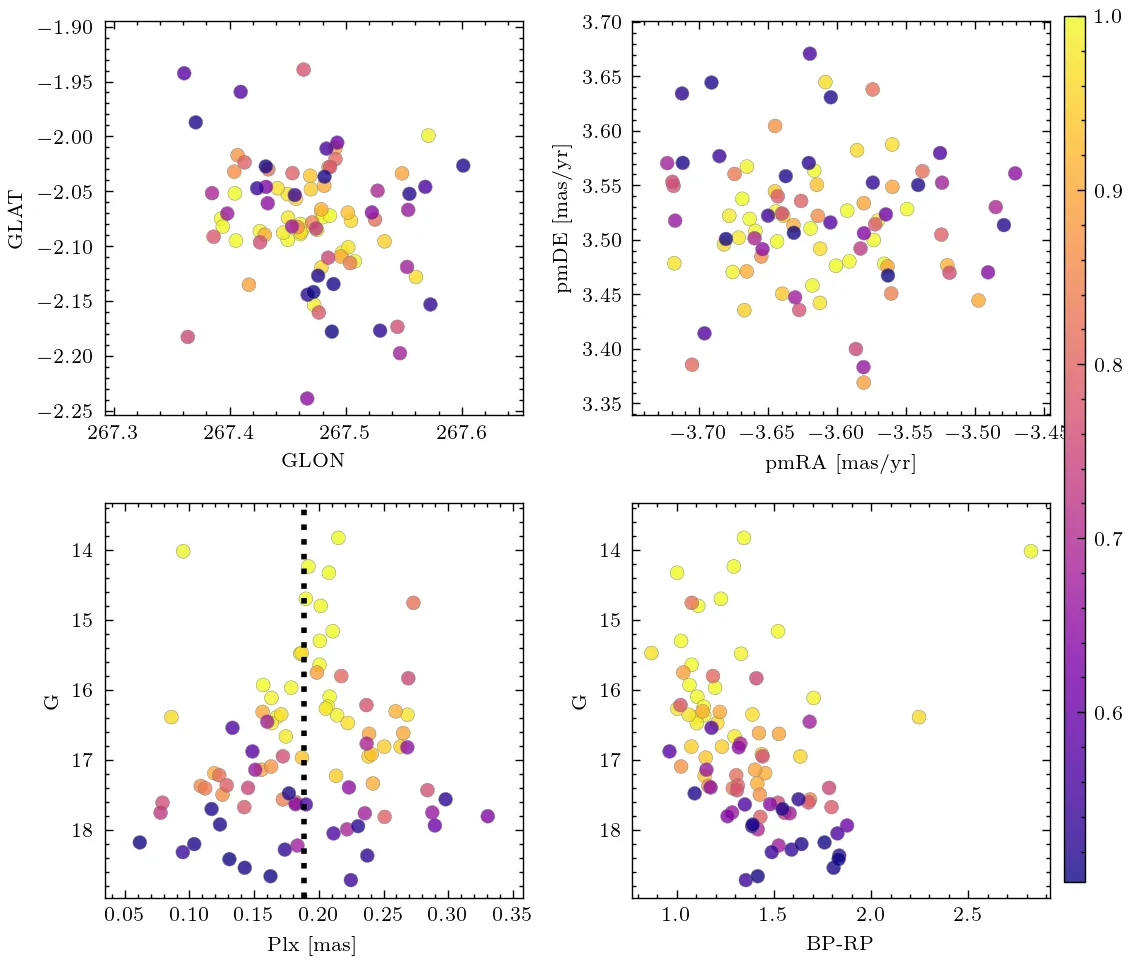 −1.90
−1.95
−2.00
−2.05
−2.10
−2.15
−2.20
−2.25
GLAT
267.3 267.4 267.5 267.6
GLON
3.70
3.65
3.60
3.55
3.50
3.45
3.40
3.35
pmDE [mas/yr]
−3.70 −3.65 −3.60 −3.55 −3.50 −3.45
pmRA [mas/yr]
1.0
0.9
0.8
0.7
0.6
14
15
16
17
18
G
0.05 0.10 0.15 0.20 0.25 0.30 0.35
Plx [mas]
14
15
16
17
18
G
1.0 1.5 2.0 2.5
BP-RP